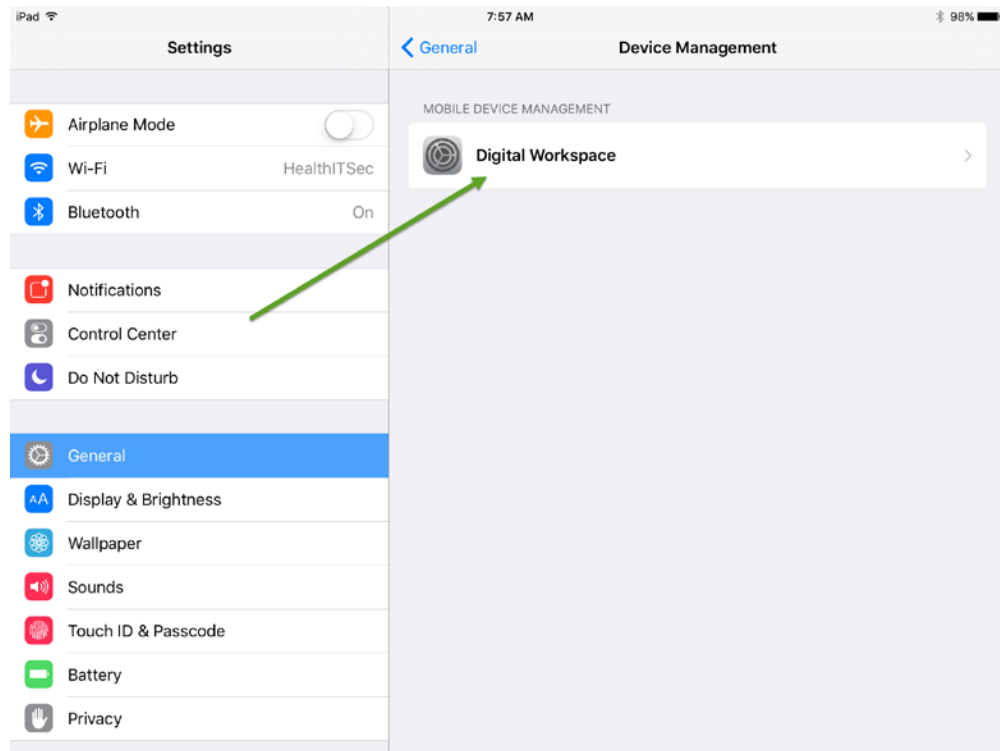 iPad 7:57 AM 98%
Settings
General Device Management
MOBILE DEVICE MANAGEMENT
Digital Workspace
Airplane Mode
Wi-Fi HealthITSec
Bluetooth On
Notifications
Control Center
Do Not Disturb
General
AA Display & Brightness
Wallpaper
Sounds
Touch ID & Passcode
Battery
Privacy